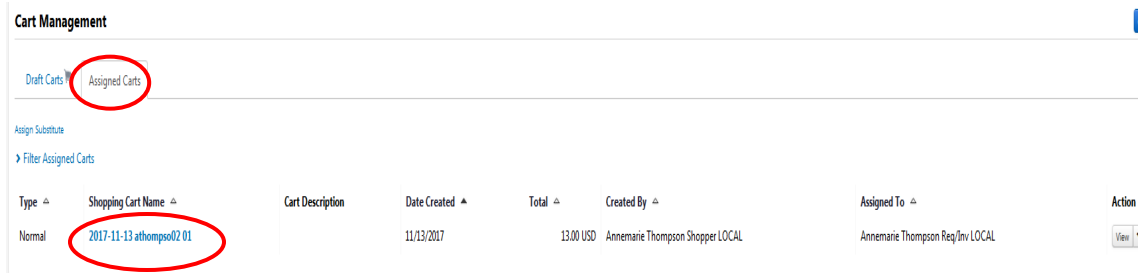 Cart Management
Draft Carts Assigned Carts
Assign Substitute
Filter Assigned Carts
Type Shopping Cart Name Cart Description Date Created Total Created By Assigned To Action
Normal 2017-11-13 athompso02 01 11/13/2017 13.00 USD Annemarie Thompson Shopper LOCAL Annemarie Thompson Req/Inv LOCAL View